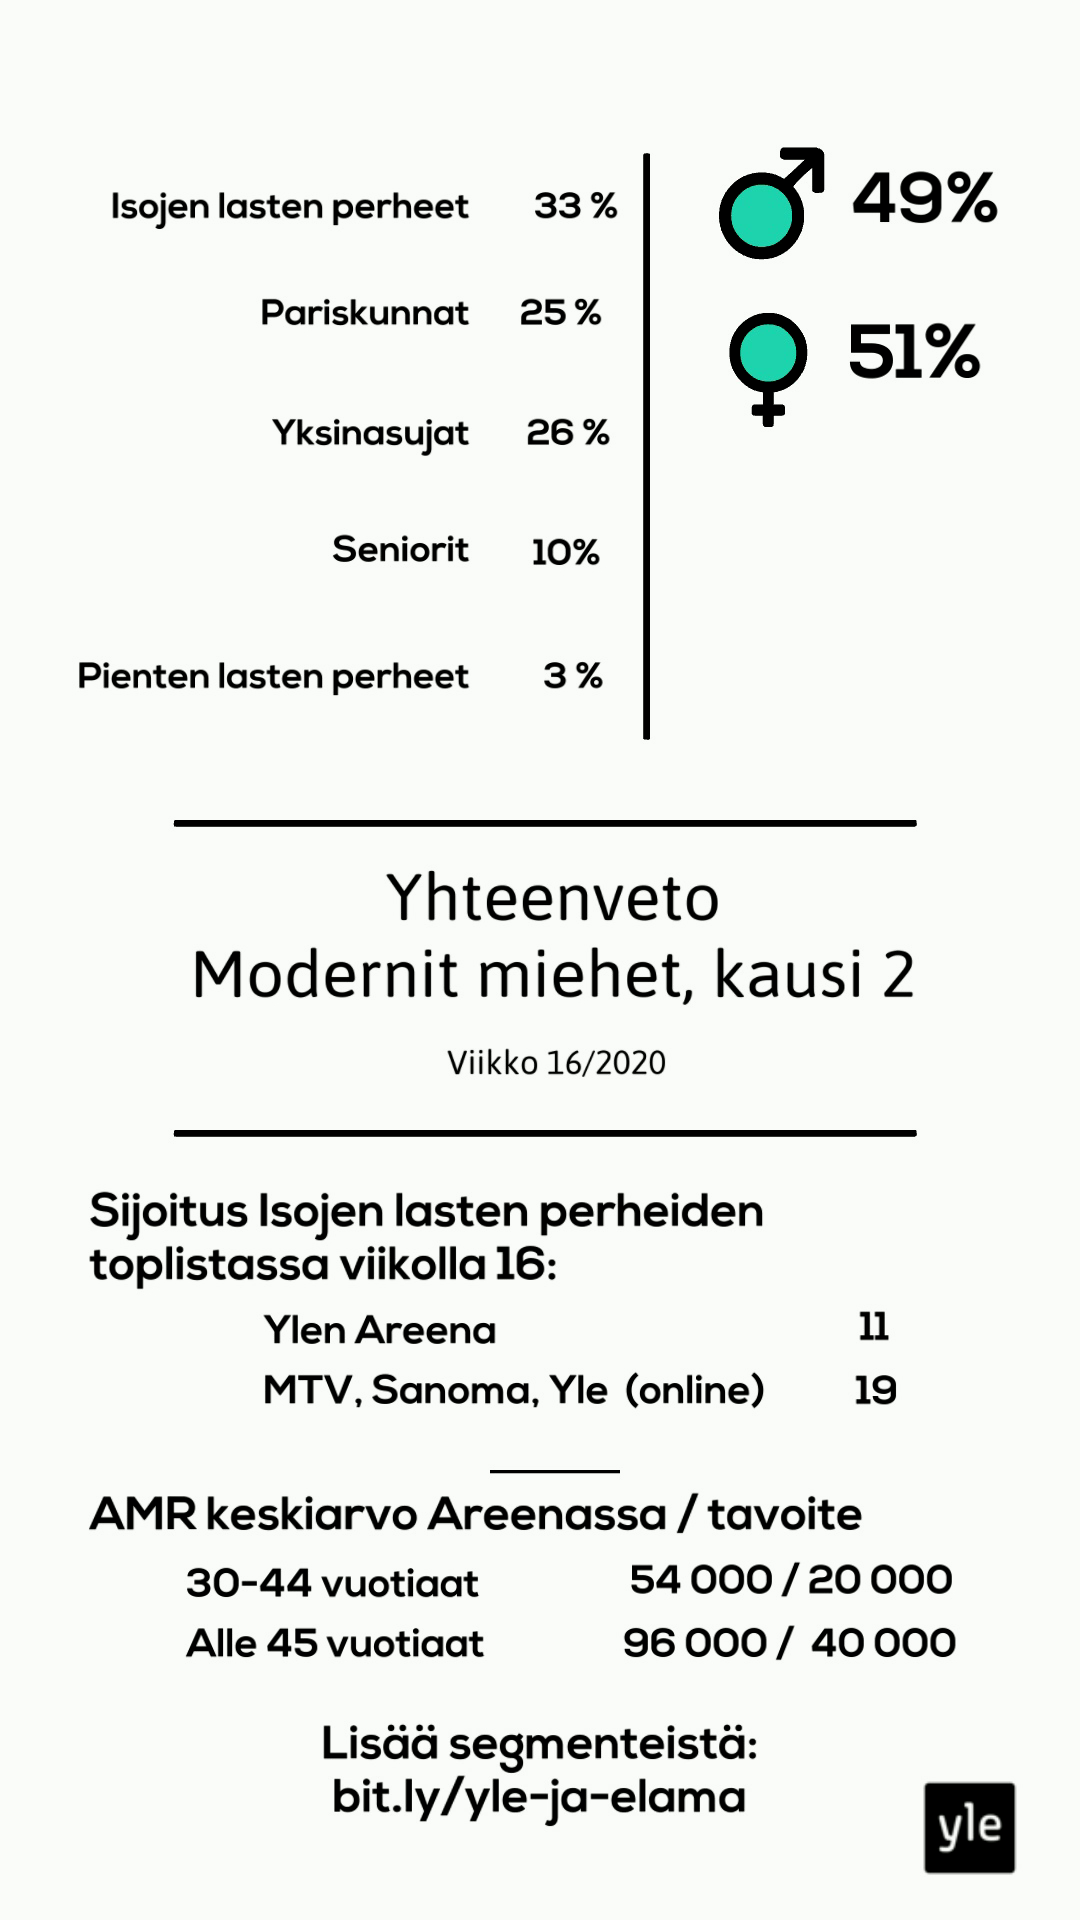 Isojen lasten perheet 33 %
Pariskunnat 25 %
Yksinasujat 26 %
Seniorit 10%
Pienten lasten perheet 3 %
49%
51%
Yhteenveto
Modernit miehet, kausi 2
Viikko 16/2020
Sijoitus Isojen lasten perheiden
toplistassa viikolla 16:
Ylen Areena 11
MTV, Sanoma, Yle (online) 19
AMR keskiarvo Areenassa / tavoite
30-44 vuotiaat 54 000 / 20 000
Alle 45 vuotiaat 96 000 / 40 000
Lisää segmenteistä:
bit.ly/yle-ja-elama
yle